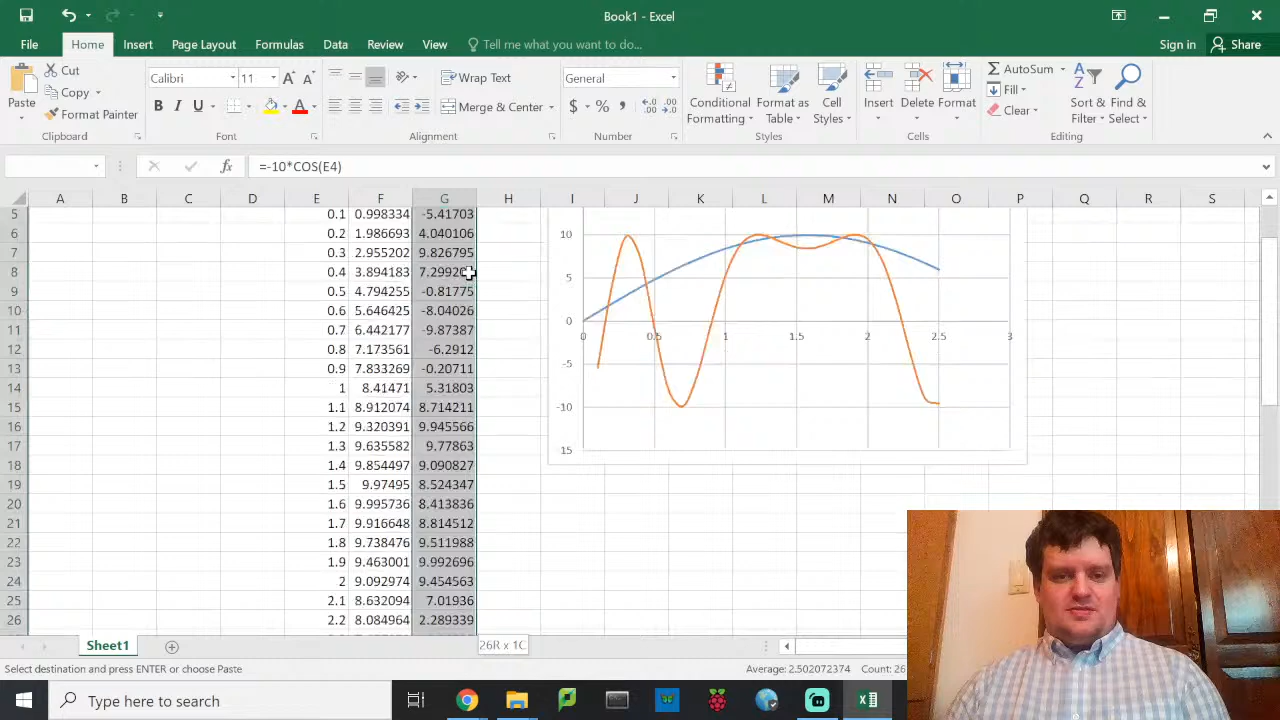 Book1 - Excel
File Home Insert Page Layout Formulas Data Review View Tell me what you want to do... Sign in Share
Paste
Cut
Copy
Format Painter
Clipboard
Calibri 11
Font
Wrap Text
Merge & Center
Alignment
General
Number
Conditional Formatting
Format as Table
Cell Styles
Styles
Insert Delete Format
Cells
AutoSum
Fill
Clear
Sort & Filter
Find & Select
Editing
=-10*COS(E4)
A B C D E F G H I J K L M N O P Q R S
5 0.1 0.998334 -5.41703
6 0.2 1.986693 4.040106
7 0.3 2.955202 9.826795
8 0.4 3.894183
9 0.5 4.794255 -0.81775
10 0.6 5.646425 -8.04026
11 0.7 6.442177 -9.87387
12 0.8 7.173561 -6.2912
13 0.9 7.833269 -0.20711
14 1 8.41471 5.31803
15 1.1 8.912074 8.714211
16 1.2 9.320391 9.945566
17 1.3 9.635582 9.77863
18 1.4 9.854497 9.090827
19 1.5 9.97495 8.524347
20 1.6 9.995736 8.413836
21 1.7 9.916648 8.814512
22 1.8 9.738476 9.511988
23 1.9 9.463001 9.992696
24 2 9.092974 9.454563
25 2.1 8.632094 7.01936
26 2.2 8.084964 2.289339
10
5
0
0 0.5 1 1.5 2 2.5 3
-5
-10
15
Sheet1
26R x 1C
Select destination and press ENTER or choose Paste
Average: 2.502072374 Count: 26
Type here to search